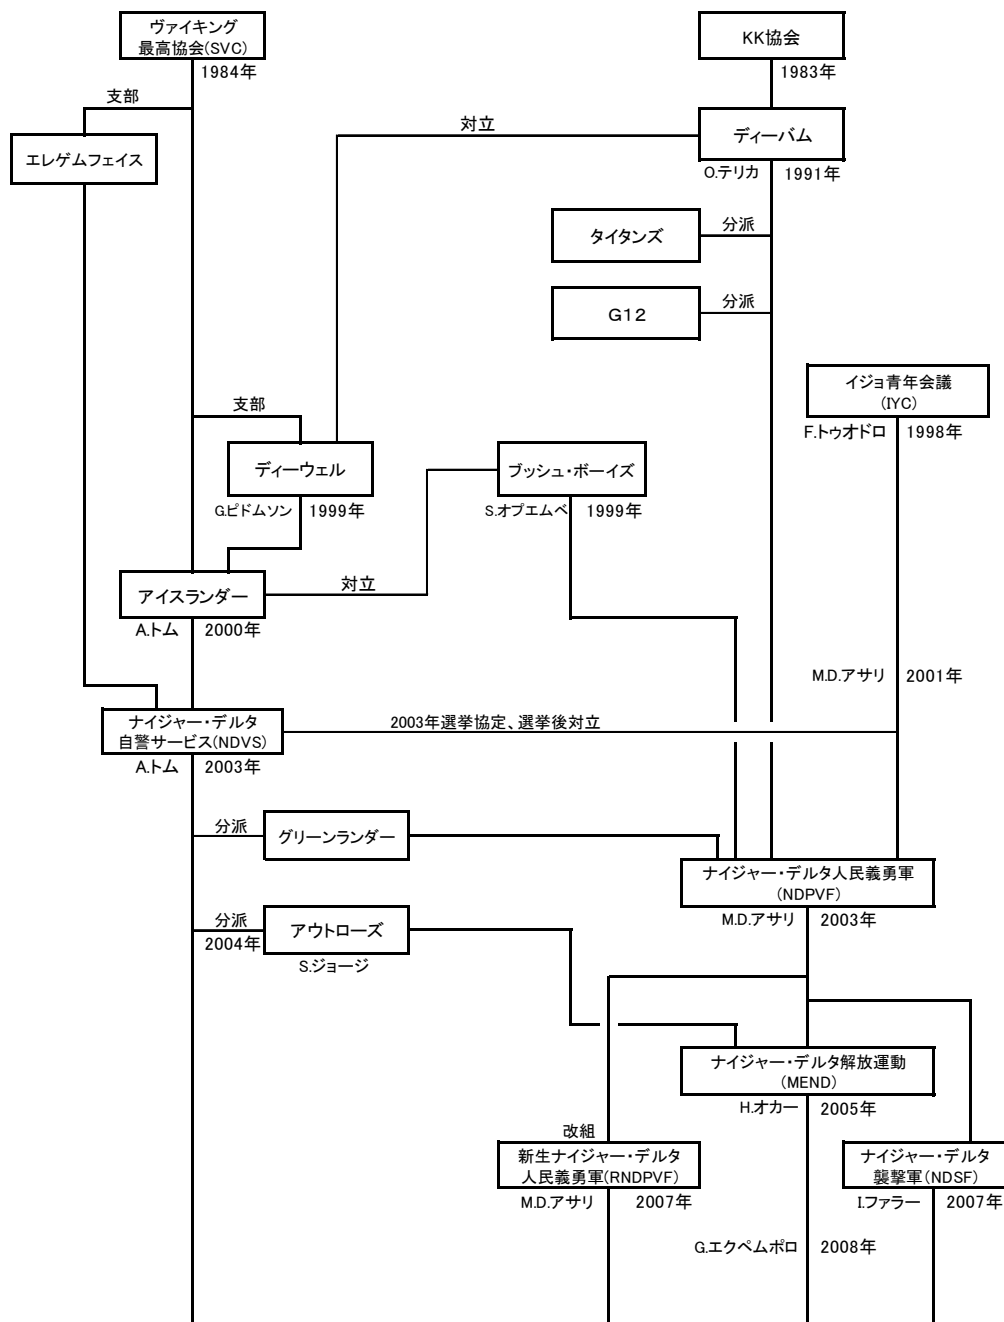 ヴァイキング
最高協会(SVC)
KK協会
1984年
1983年
支部
対立
エレゲムフェイス
ディーバム
O.テリカ
1991年
タイタンズ
分派
G12
分派
イジョ青年会議
(IYC)
支部
F.トゥオドロ
1998年
ディーウェル
ブッシュ・ボーイズ
G.ピドムソン
1999年
S.オプエムベ
1999年
アイスランダー
対立
A.トム
2000年
M.D.アサリ
2001年
ナイジャー・デルタ
自警サービス(NDVS)
2003年選挙協定、選挙後対立
A.トム
2003年
分派
グリーンランダー
ナイジャー・デルタ人民義勇軍
(NDPVF)
分派
アウトローズ
M.D.アサリ
2003年
2004年
S.ジョージ
ナイジャー・デルタ解放運動
(MEND)
H.オカー
2005年
改組
新生ナイジャー・デルタ
人民義勇軍(RNDPVF)
ナイジャー・デルタ
襲撃軍(NDSF)
M.D.アサリ
2007年
I.ファラー
2007年
G.エクペムポロ
2008年